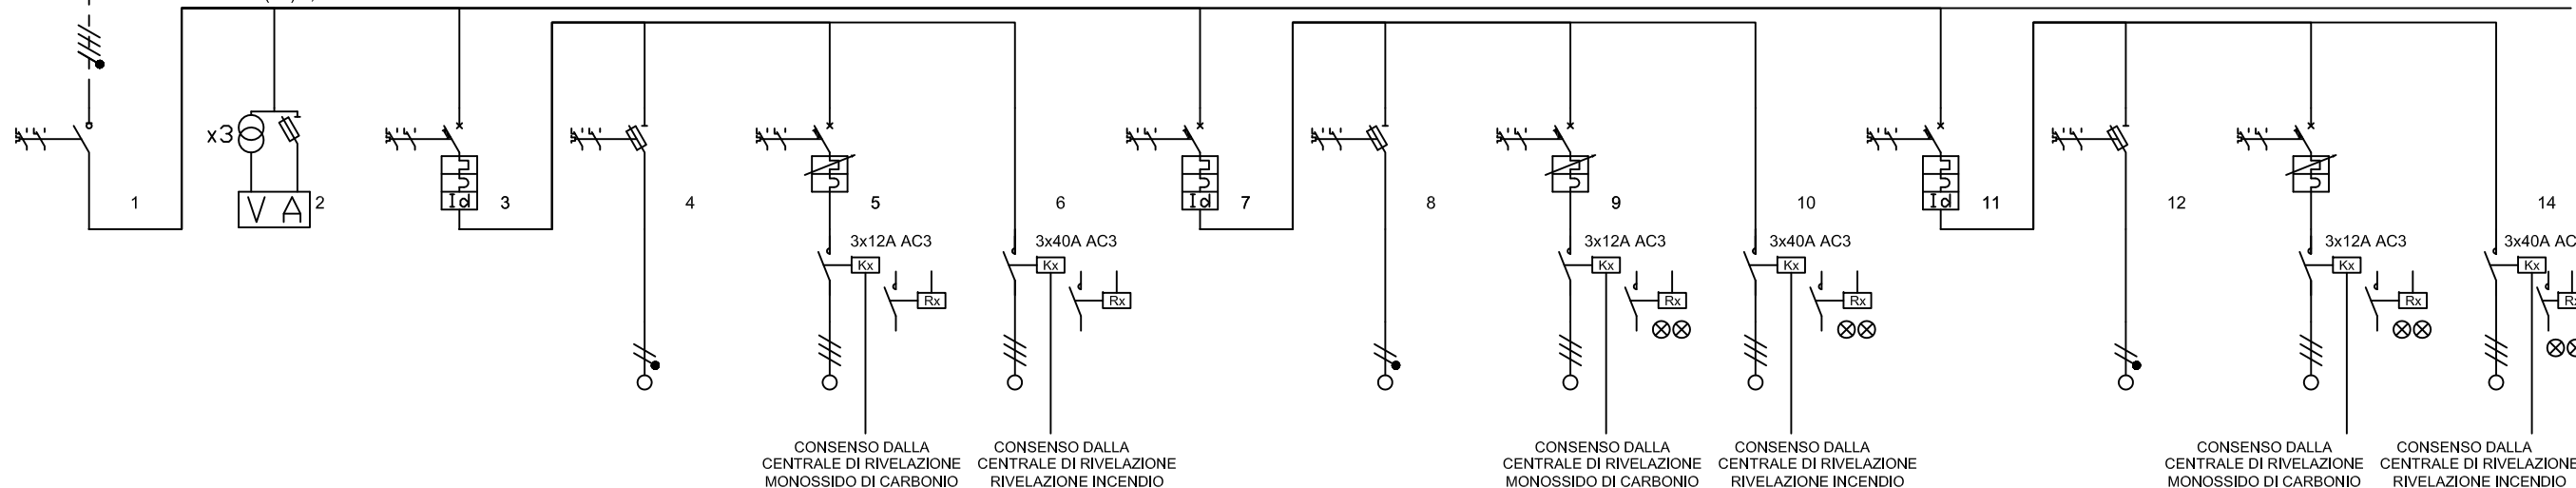 x3
V A
1
2
Id
3
4
5
6
Id
7
8
9
10
Id
11
12
14
3x12A AC3
3x40A AC3
3x12A AC3
3x40A AC3
3x12A AC3
Kx
Kx
Kx
Kx
Kx
Kx
Rx
Rx
Rx
Rx
Rx
CONSENSO DALLA
CENTRALE DI RIVELAZIONE
MONOSSIDO DI CARBONIO
CONSENSO DALLA
CENTRALE DI RIVELAZIONE
RIVELAZIONE INCENDIO
CONSENSO DALLA
CENTRALE DI RIVELAZIONE
MONOSSIDO DI CARBONIO
CONSENSO DALLA
CENTRALE DI RIVELAZIONE
RIVELAZIONE INCENDIO
CONSENSO DALLA
CENTRALE DI RIVELAZIONE
MONOSSIDO DI CARBONIO
CONSENSO DALLA
CENTRALE DI RIVELAZIONE
RIVELAZIONE INCENDIO